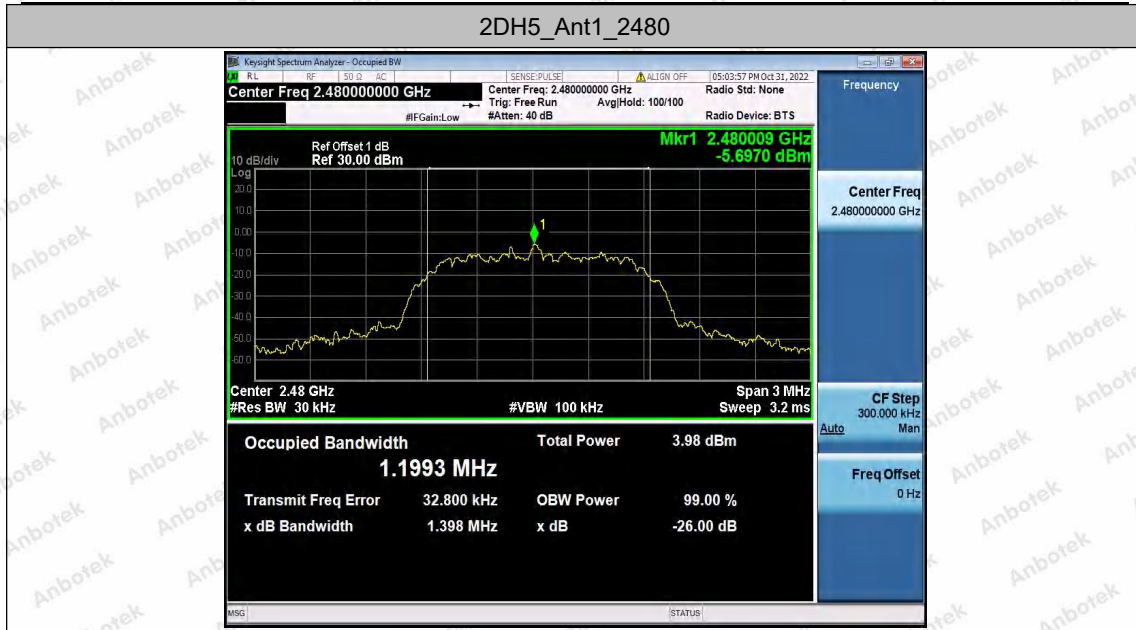 2DH5_Ant1_2480
Keysight Spectrum Analyzer - Occupied BW
RL RF 50 Ω AC SENSE:PULSE ALIGN OFF 05:03:57 PM Oct 31, 2022
Center Freq 2.480000000 GHz
Center Freq: 2.480000000 GHz
Radio Std: None
Trig: Free Run Avg|Hold: 100/100
#IFGain:Low #Atten: 40 dB Radio Device: BTS
Frequency
Ref Offset 1 dB
10 dB/div Ref 30.00 dBm
Mkr1 2.480009 GHz
-5.6970 dBm
Log
20.0
10.0
0.00
-10.0
-20.0
-30.0
-40.0
-50.0
-60.0
1
Center 2.48 GHz Span 3 MHz
#Res BW 30 kHz #VBW 100 kHz Sweep 3.2 ms
Center Freq
2.480000000 GHz
CF Step
300.000 kHz
Auto Man
Freq Offset
0 Hz
Occupied Bandwidth Total Power 3.98 dBm
1.1993 MHz
Transmit Freq Error 32.800 kHz OBW Power 99.00 %
x dB Bandwidth 1.398 MHz x dB -26.00 dB
MSG STATUS
Anbotek